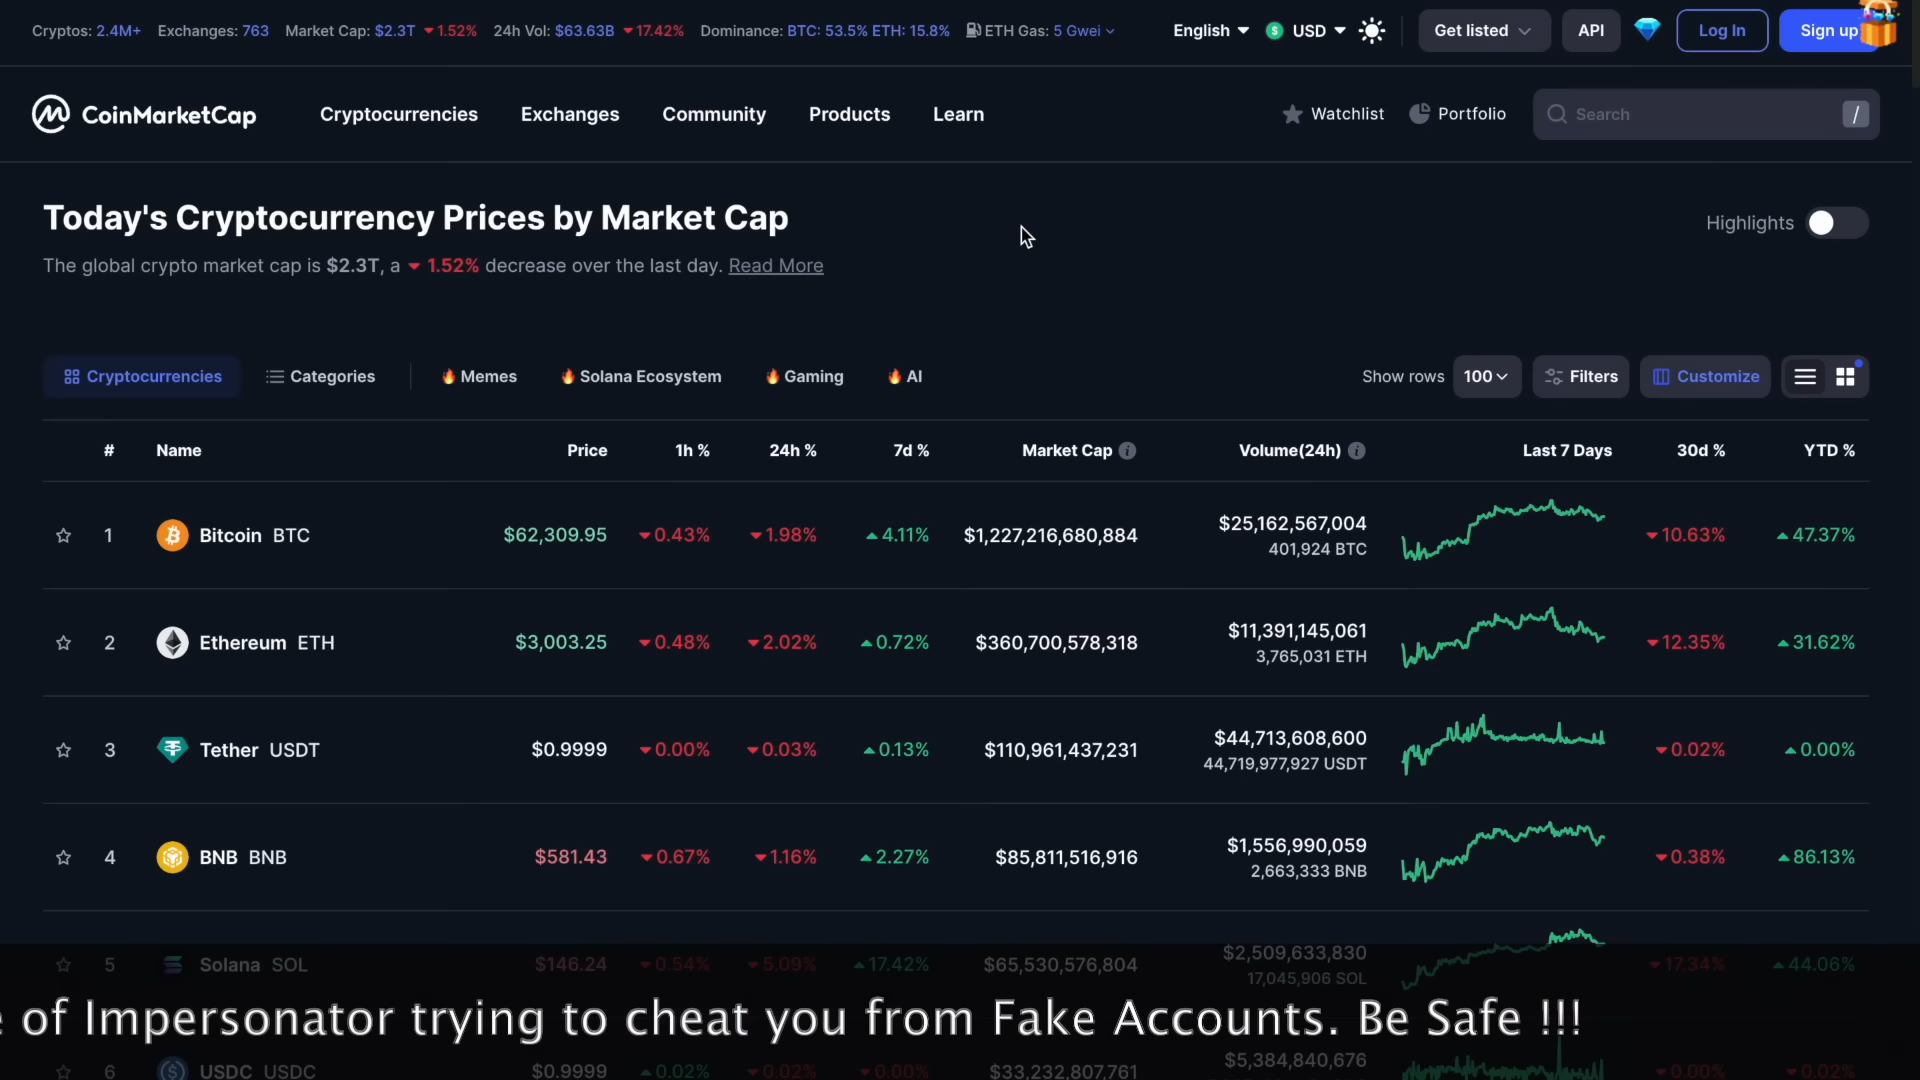 Cryptos: 2.4M+ Exchanges: 763 Market Cap: $2.3T 1.52% 24h Vol: $63.63B 17.42% Dominance: BTC: 53.5% ETH: 15.8% ETH Gas: 5 Gwei English USD Get listed API Log In Sign up
CoinMarketCap Cryptocurrencies Exchanges Community Products Learn Watchlist Portfolio Search /
Today's Cryptocurrency Prices by Market Cap Highlights
The global crypto market cap is $2.3T, a 1.52% decrease over the last day. Read More
Cryptocurrencies Categories Memes Solana Ecosystem Gaming AI Show rows 100 Filters Customize
# Name Price 1h % 24h % 7d % Market Cap Volume(24h) Last 7 Days 30d % YTD %
1 Bitcoin BTC $62,309.95 0.43% 1.98% 4.11% $1,227,216,680,884 $25,162,567,004 10.63% 47.37%
401,924 BTC
2 Ethereum ETH $3,003.25 0.48% 2.02% 0.72% $360,700,578,318 $11,391,145,061 12.35% 31.62%
3,765,031 ETH
3 Tether USDT $0.9999 0.00% 0.03% 0.13% $110,961,437,231 $44,713,608,600 0.02% 0.00%
44,719,977,927 USDT
4 BNB BNB $581.43 0.67% 1.16% 2.27% $85,811,516,916 $1,556,990,059 0.38% 86.13%
2,663,333 BNB
5 Solana SOL $146.24 0.54% 5.09% 17.42% $65,530,576,804 $2,509,633,830 17.34% 44.06%
17,045,906 SOL
of Impersonator trying to cheat you from Fake Accounts. Be Safe !!!
6 USDC USDC $0.9999 0.02% 0.02% 0.00% $33,232,807,761 $5,384,840,676 0.00% 0.02%